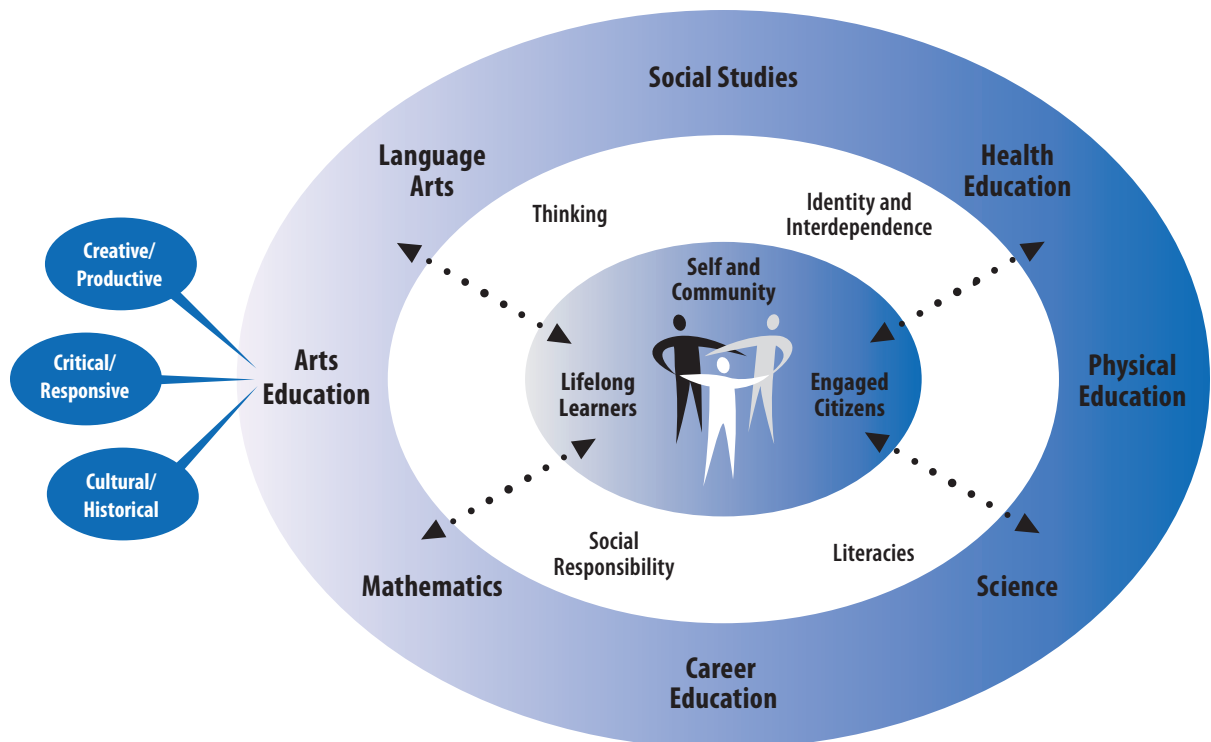 Social Studies
Language
Arts
Health
Education
Thinking
Identity and
Interdependence
Creative/
Productive
Self and
Community
Critical/
Responsive
Arts
Education
Lifelong
Learners
Engaged
Citizens
Physical
Education
Cultural/
Historical
Social
Responsibility
Literacies
Mathematics
Science
Career
Education